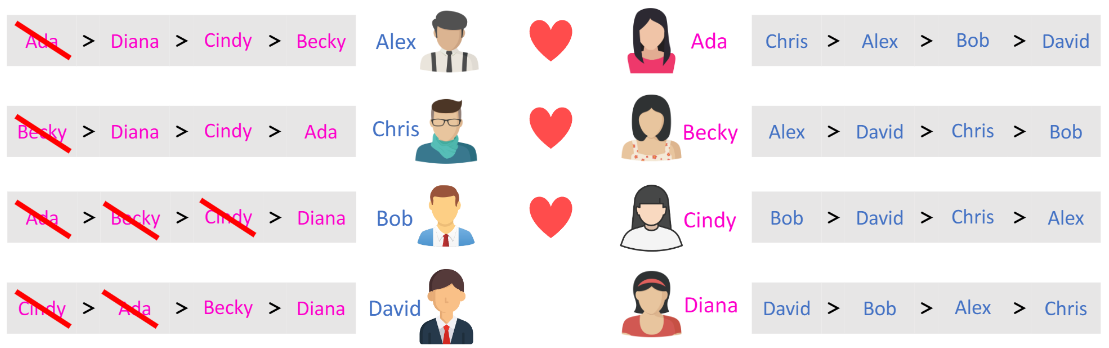 Ada > Diana > Cindy > Becky Alex Ada Chris > Alex > Bob > David
Becky > Diana > Cindy > Ada Chris Becky Alex > David > Chris > Bob
Ada > Becky > Cindy > Diana Bob Cindy Bob > David > Chris > Alex
Cindy > Ada > Becky > Diana David Diana David > Bob > Alex > Chris